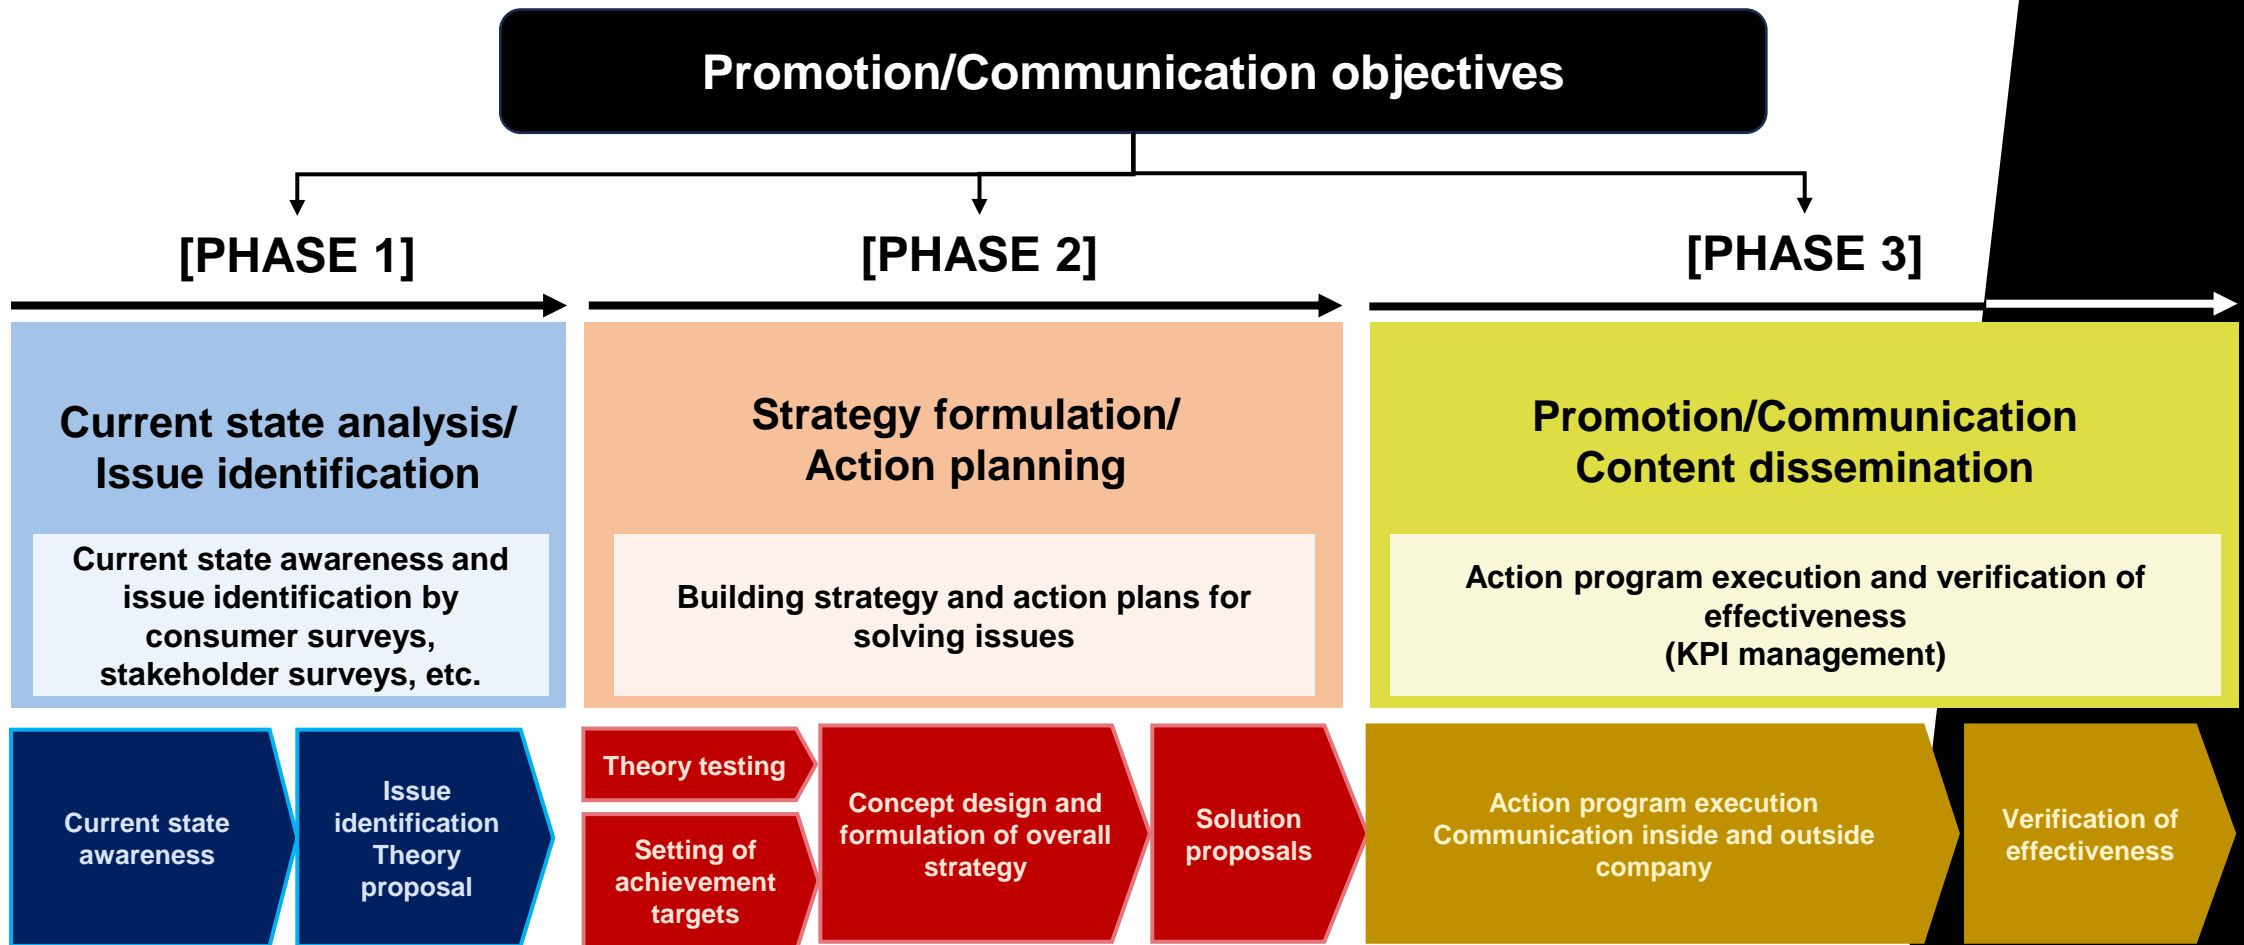 Promotion/Communication objectives
[PHASE 1]
[PHASE 2]
[PHASE 3]
Current state analysis/
Issue identification
Current state awareness and
issue identification by
consumer surveys,
stakeholder surveys, etc.
Strategy formulation/
Action planning
Building strategy and action plans for
solving issues
Promotion/Communication
Content dissemination
Action program execution and verification of
effectiveness
(KPI management)
Current state
awareness
Issue
identification
Theory
proposal
Theory testing
Setting of
achievement
targets
Concept design and
formulation of overall
strategy
Solution
proposals
Action program execution
Communication inside and outside
company
Verification of
effectiveness